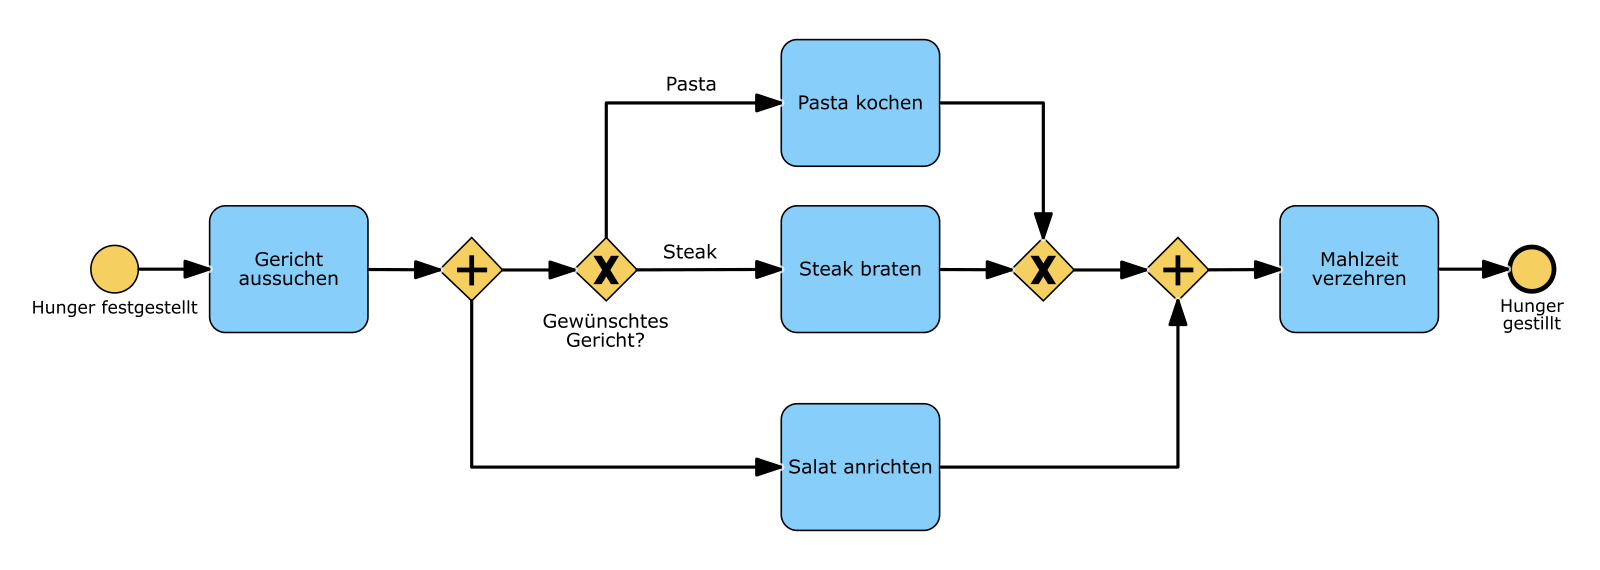 Pasta
Pasta kochen
Hunger festgestellt
Gericht
aussuchen
Gewünschtes
Gericht?
Steak
Steak braten
Salat anrichten
Mahlzeit
verzehren
Hunger
gestillt